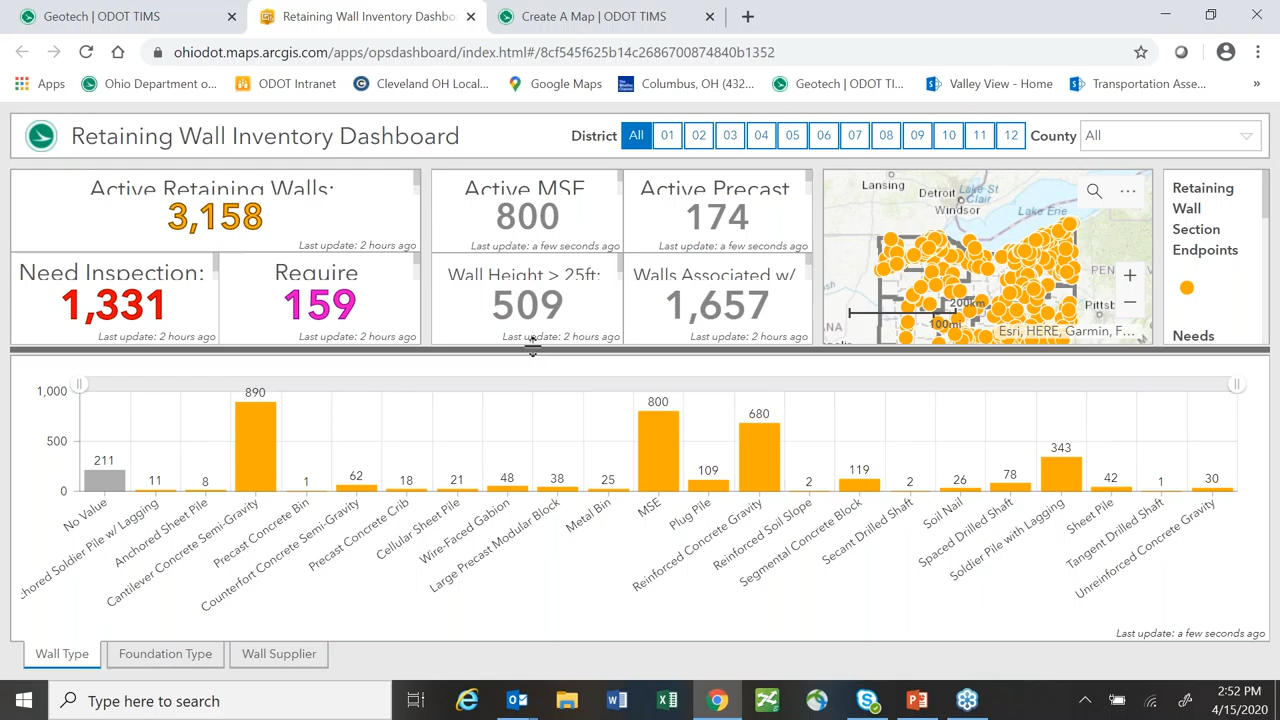 Geotech | ODOT TIMS
Retaining Wall Inventory Dashbo
Create A Map | ODOT TIMS
ohiodot.maps.arcgis.com/apps/opsdashboard/index.html#/8cf545f625b14c2686700874840b1352
Apps
Ohio Department o...
ODOT Intranet
Cleveland OH Local...
Google Maps
Columbus, OH (432...
Geotech | ODOT TI...
Valley View - Home
Transportation Asse...
»
Retaining Wall Inventory Dashboard
District
All 01 02 03 04 05 06 07 08 09 10 11 12
County
All
Active Retaining Walls:
3,158
Last update: 2 hours ago
Need Inspection:
1,331
Last update: 2 hours ago
Require
159
Last update: 2 hours ago
Active MSE
800
Last update: a few seconds ago
Active Precast
174
Last update: a few seconds ago
Wall Height > 25ft:
509
Last update: 2 hours ago
Walls Associated w/
1,657
Last update: 2 hours ago
Lansing
Detroit
Lake St
Clair
Windsor
Lake Erie
PEN
Pittsb
ANA
200km
100mi
Esri, HERE, Garmin, F...
Retaining
Wall
Section
Endpoints
Needs
1,000
500
0
211
11
8
890
1
62
18
21
48
38
25
800
109
680
2
119
2
26
78
343
42
1
30
No Value
chored Soldier Pile w/ Lagging
Anchored Sheet Pile
Cantilever Concrete Semi-Gravity
Precast Concrete Bin
Counterfort Concrete Semi-Gravity
Precast Concrete Crib
Cellular Sheet Pile
Wire-Faced Gabion
Large Precast Modular Block
Metal Bin
MSE
Plug Pile
Reinforced Concrete Gravity
Reinforced Soil Slope
Segmental Concrete Block
Secant Drilled Shaft
Soil Nail
Spaced Drilled Shaft
Soldier Pile with Lagging
Sheet Pile
Tangent Drilled Shaft
Unreinforced Concrete Gravity
Last update: a few seconds ago
Wall Type
Foundation Type
Wall Supplier
Type here to search
2:52 PM
4/15/2020